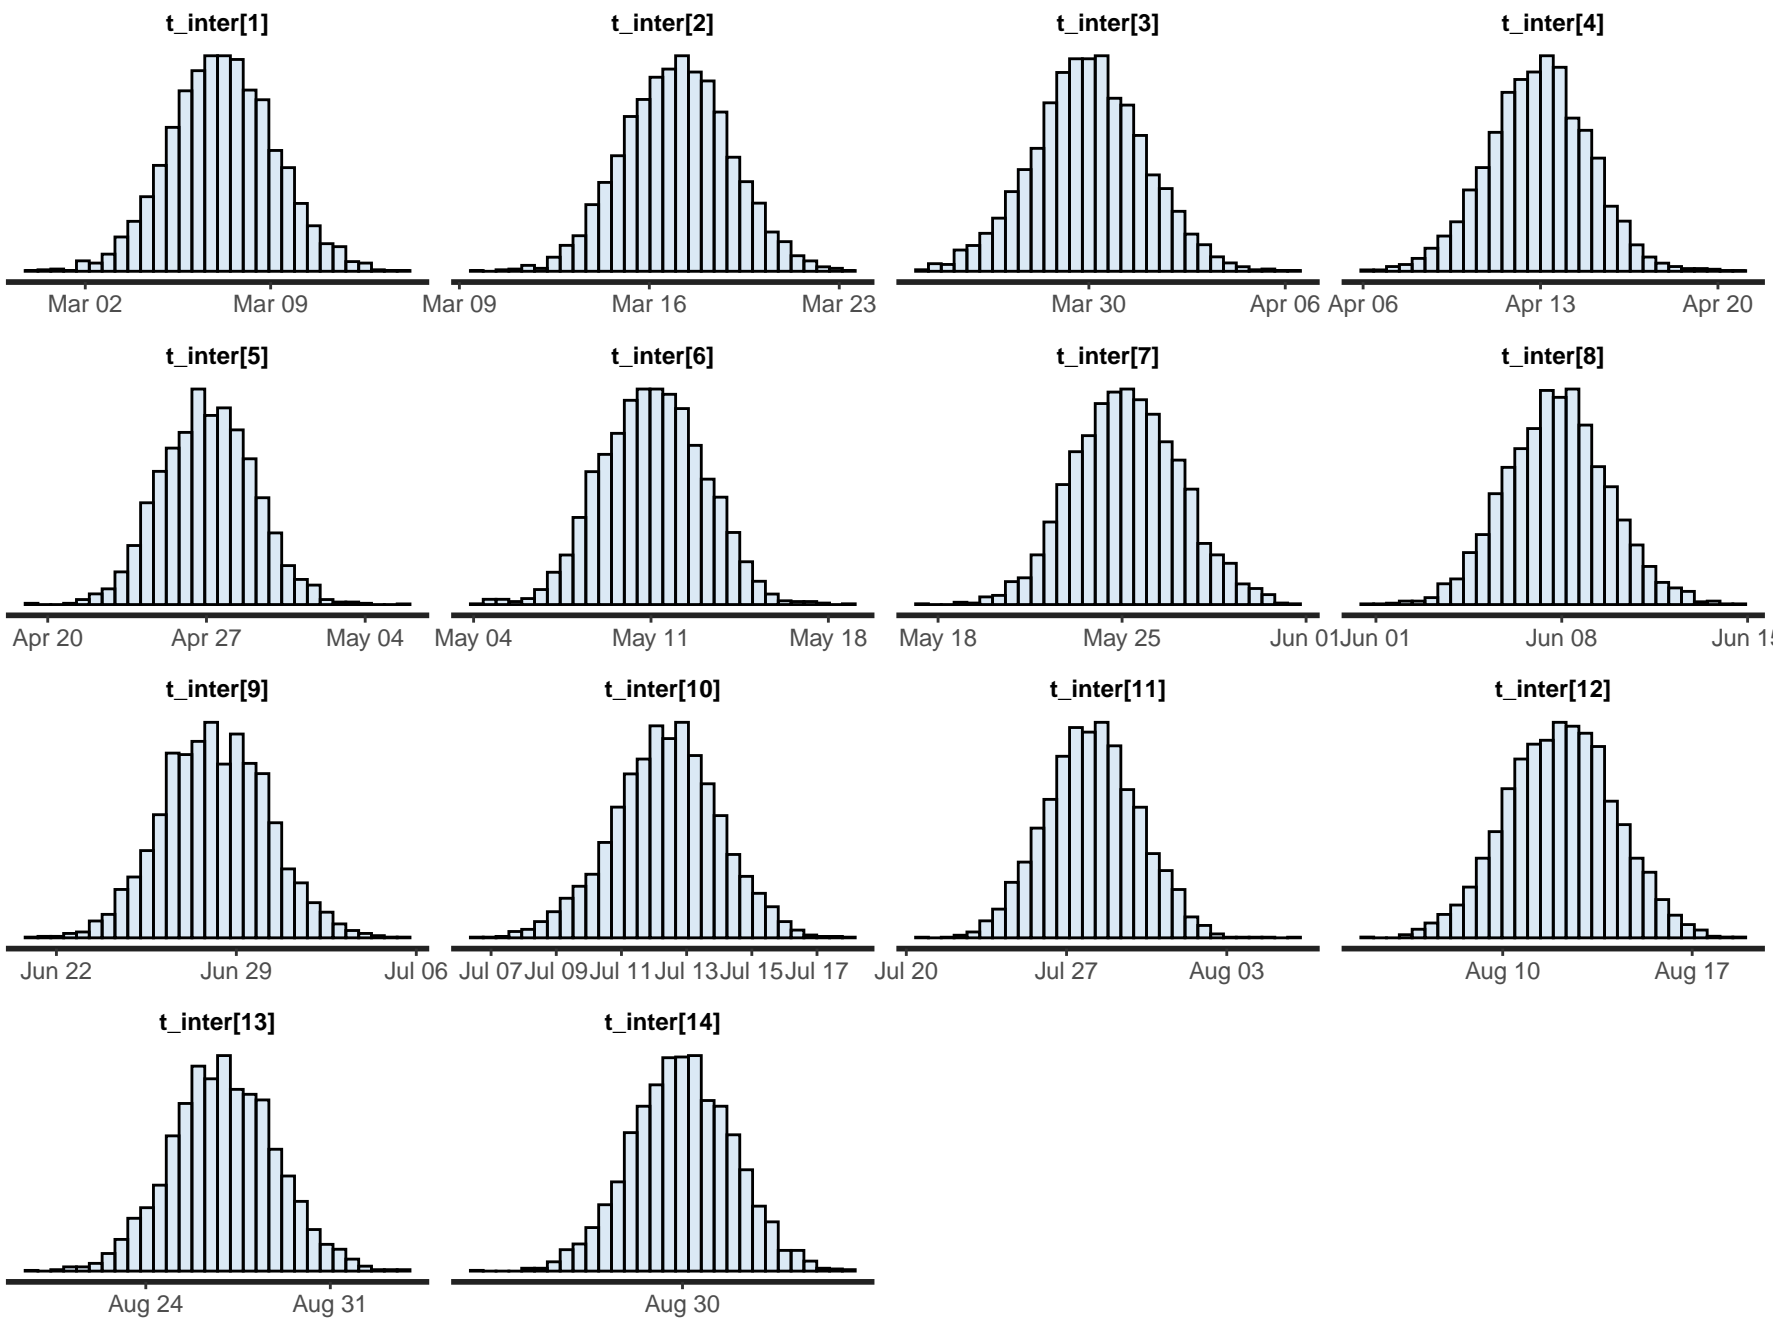 t_inter[1] t_inter[2] t_inter[3] t_inter[4]
Mar 02 Mar 09 Mar 09 Mar 16 Mar 23 Mar 30 Apr 06 Apr 06 Apr 13 Apr 20
t_inter[5] t_inter[6] t_inter[7] t_inter[8]
Apr 20 Apr 27 May 04 May 04 May 11 May 18 May 18 May 25 Jun 01 Jun 01 Jun 08 Jun 15
t_inter[9] t_inter[10] t_inter[11] t_inter[12]
Jun 22 Jun 29 Jul 06 Jul 07 Jul 09 Jul 11 Jul 13 Jul 15 Jul 17 Jul 20 Jul 27 Aug 03 Aug 10 Aug 17
t_inter[13] t_inter[14]
Aug 24 Aug 31 Aug 30